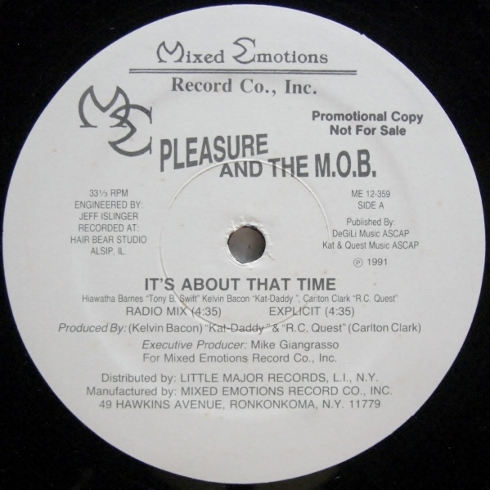 Mixed Emotions
Record Co., Inc.
ME
Promotional Copy
Not For Sale
PLEASURE
AND THE M.O.B.
33⅓ RPM
ENGINEERED BY:
JEFF ISLINGER
RECORDED AT:
HAIR BEAR STUDIO
ALSIP, IL.
ME 12-359
SIDE A
Published By:
DeGiLi Music ASCAP
Kat & Quest Music ASCAP
℗ 1991
IT'S ABOUT THAT TIME
Hiawatha Barnes "Tony B. Swift" Kelvin Bacon "Kat-Daddy", Carlton Clark "R.C. Quest"
RADIO MIX (4:35) EXPLICIT (4:35)
Produced By: (Kelvin Bacon) "Kat-Daddy" & "R.C. Quest" (Carlton Clark)
Executive Producer: Mike Giangrasso
For Mixed Emotions Record Co., Inc.
Distributed by: LITTLE MAJOR RECORDS, L.I., N.Y.
Manufactured by: MIXED EMOTIONS RECORD CO., INC.
49 HAWKINS AVENUE, RONKONKOMA, N.Y. 11779